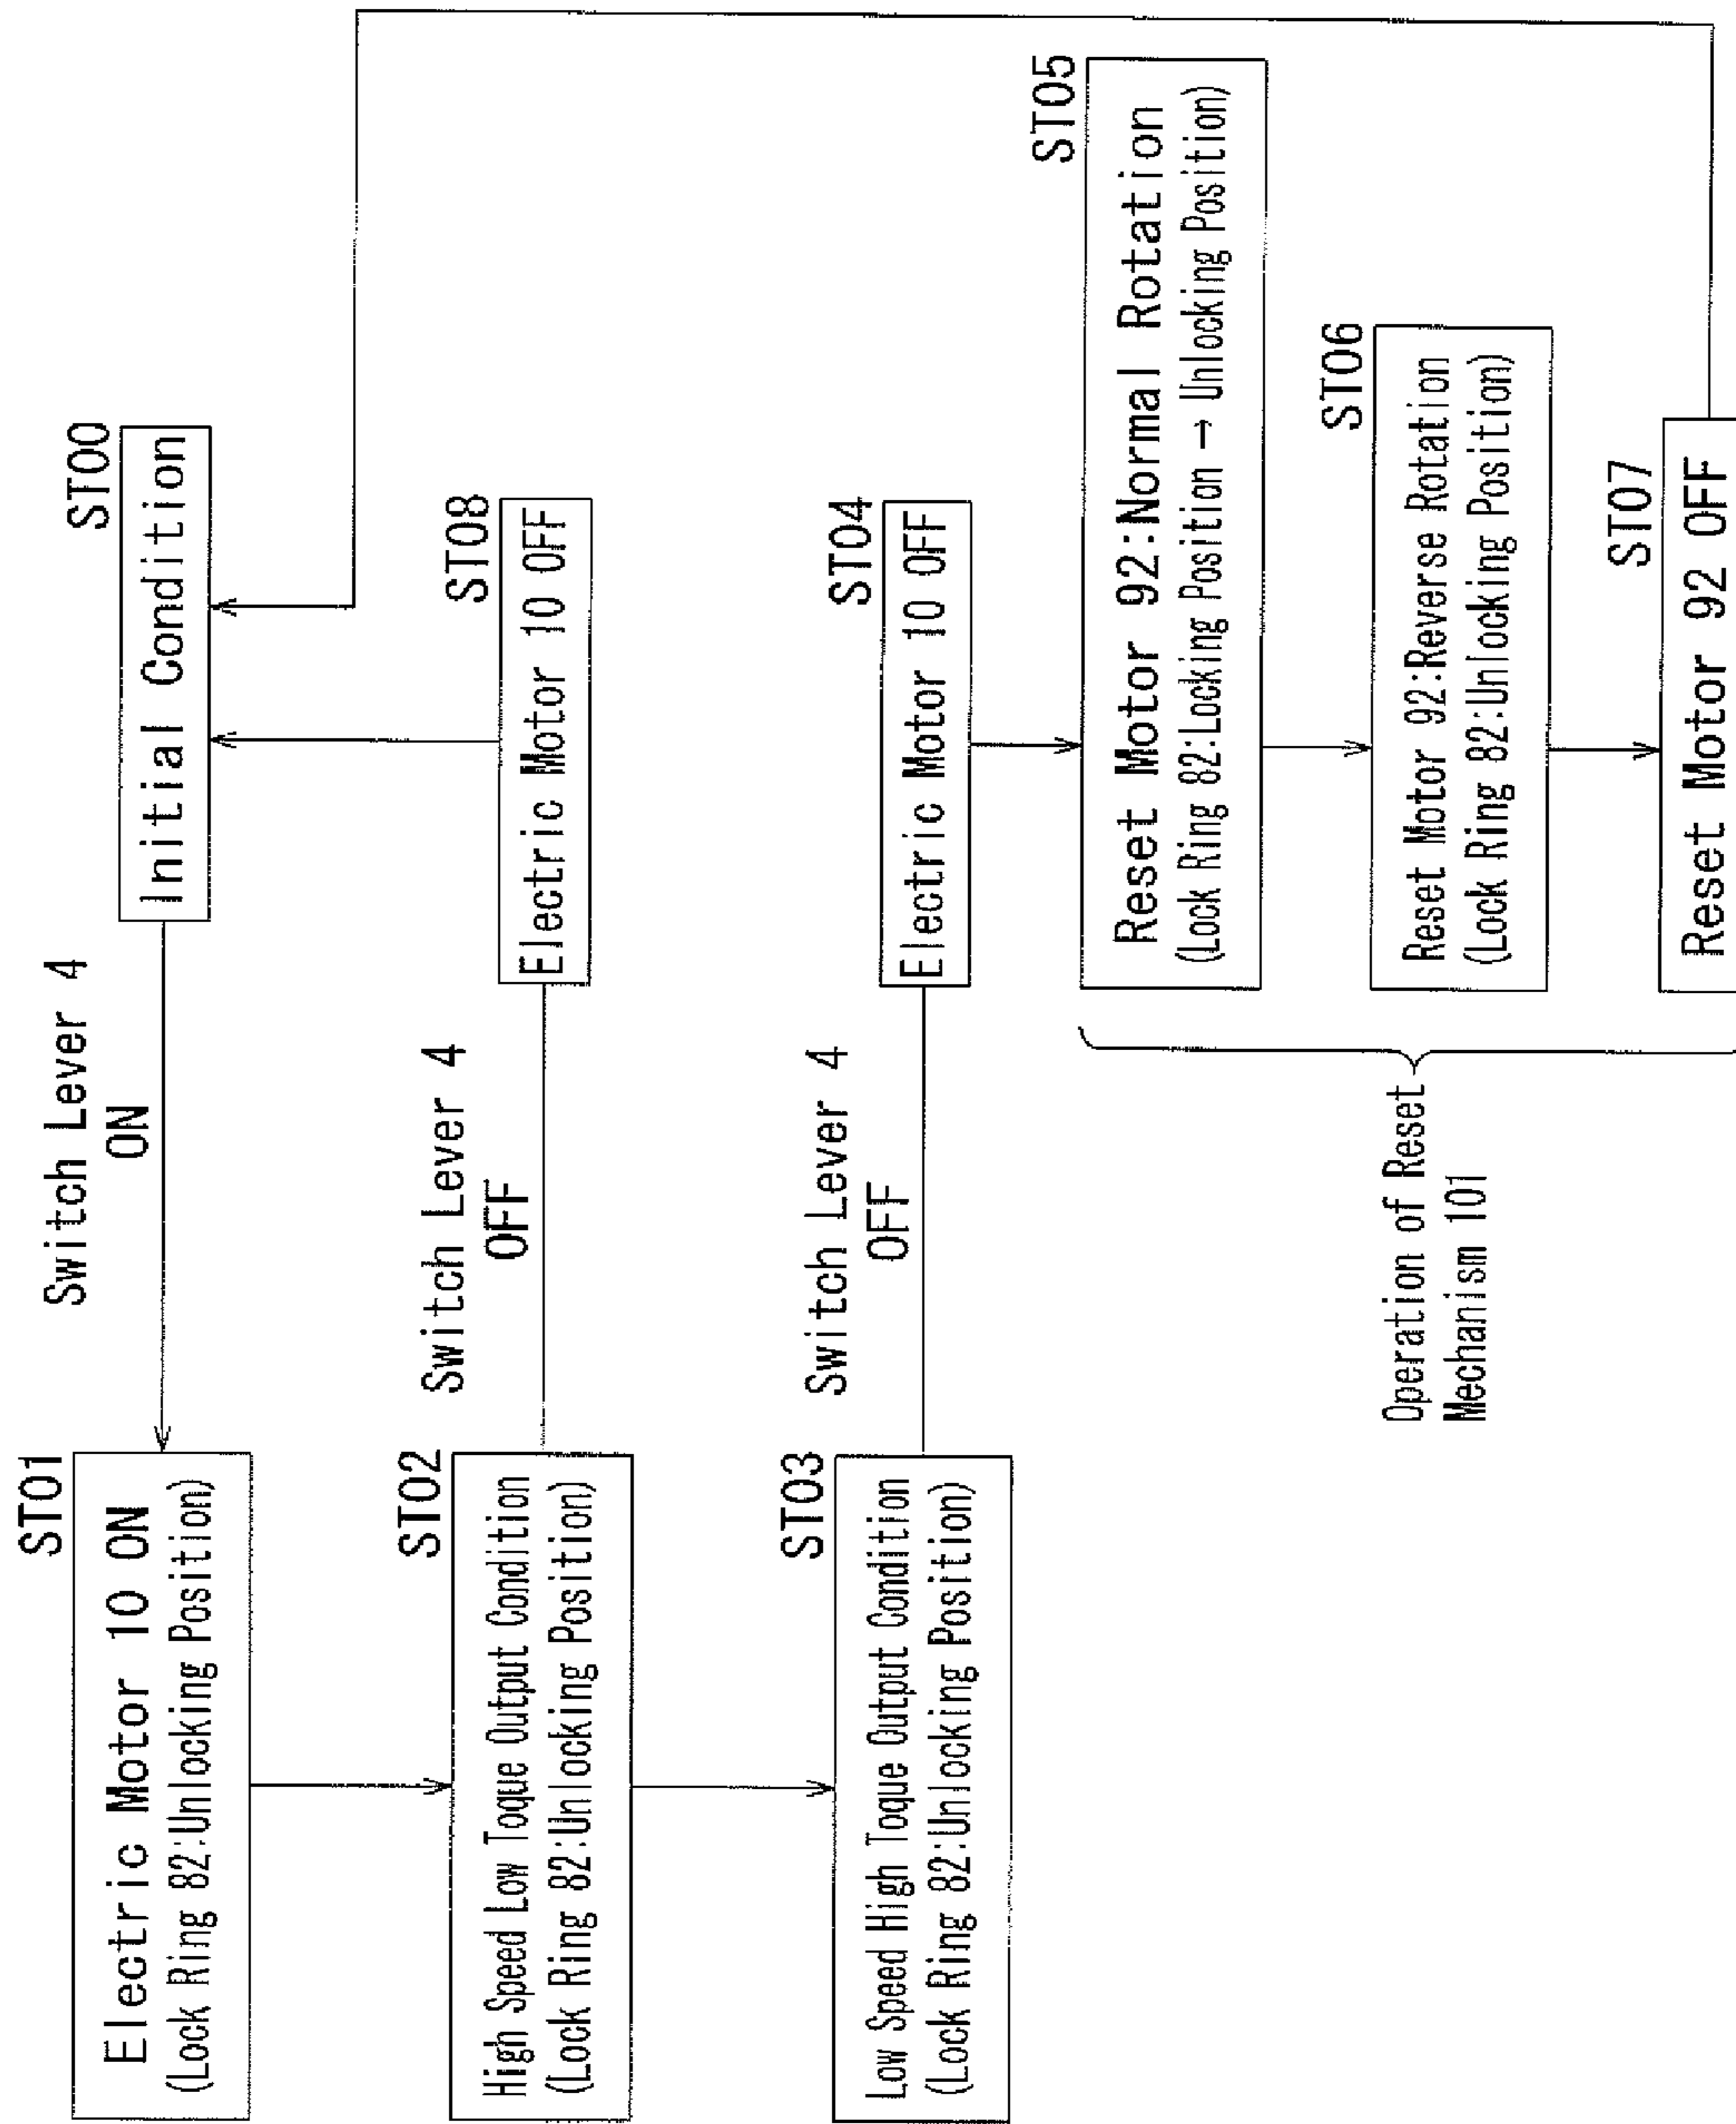 ST00
Initial Condition
Switch Lever 4
ON
ST01
Electric Motor 10 ON
(Lock Ring 82:Unlocking Position)
ST02
High Speed Low Toque Output Condition
(Lock Ring 82:Unlocking Position)
Switch Lever 4
OFF
ST08
Electric Motor 10 OFF
ST03
Low Speed High Toque Output Condition
(Lock Ring 82:Unlocking Position)
Switch Lever 4
OFF
ST04
Electric Motor 10 OFF
ST05
Reset Motor 92:Normal Rotation
(Lock Ring 82:Locking Position → Unlocking Position)
ST06
Reset Motor 92:Reverse Rotation
(Lock Ring 82:Unlocking Position)
ST07
Reset Motor 92 OFF
Operation of Reset
Mechanism 101